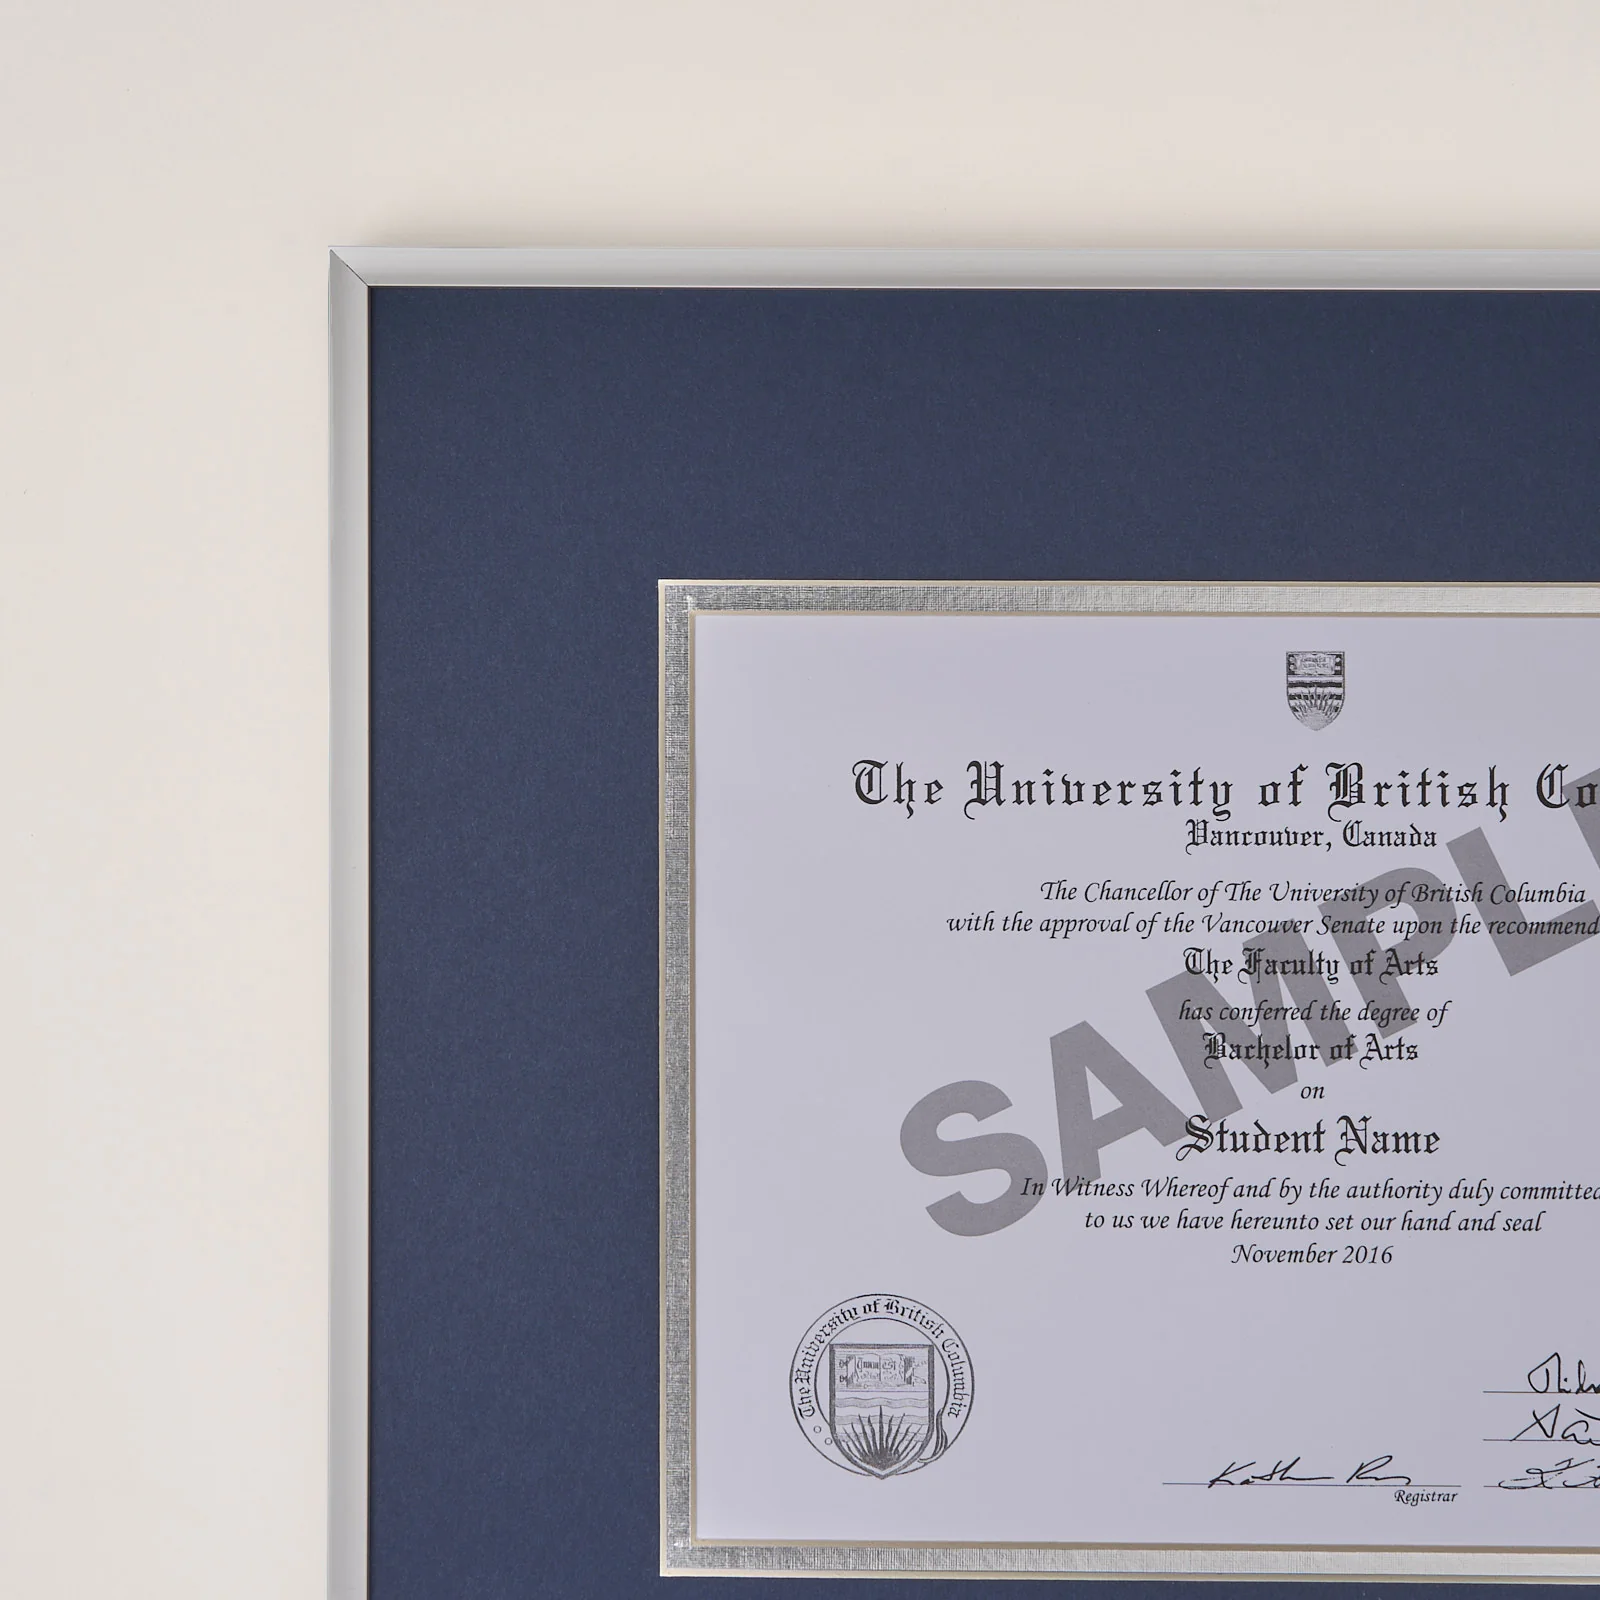 The University of British Co
Vancouver, Canada
The Chancellor of The University of British Columbia
with the approval of the Vancouver Senate upon the recommend
The Faculty of Arts
has conferred the degree of
Bachelor of Arts
on
Student Name
In Witness Whereof and by the authority duly committed
to us we have hereunto set our hand and seal
November 2016
SAMPL
The University of British Columbia
Registrar